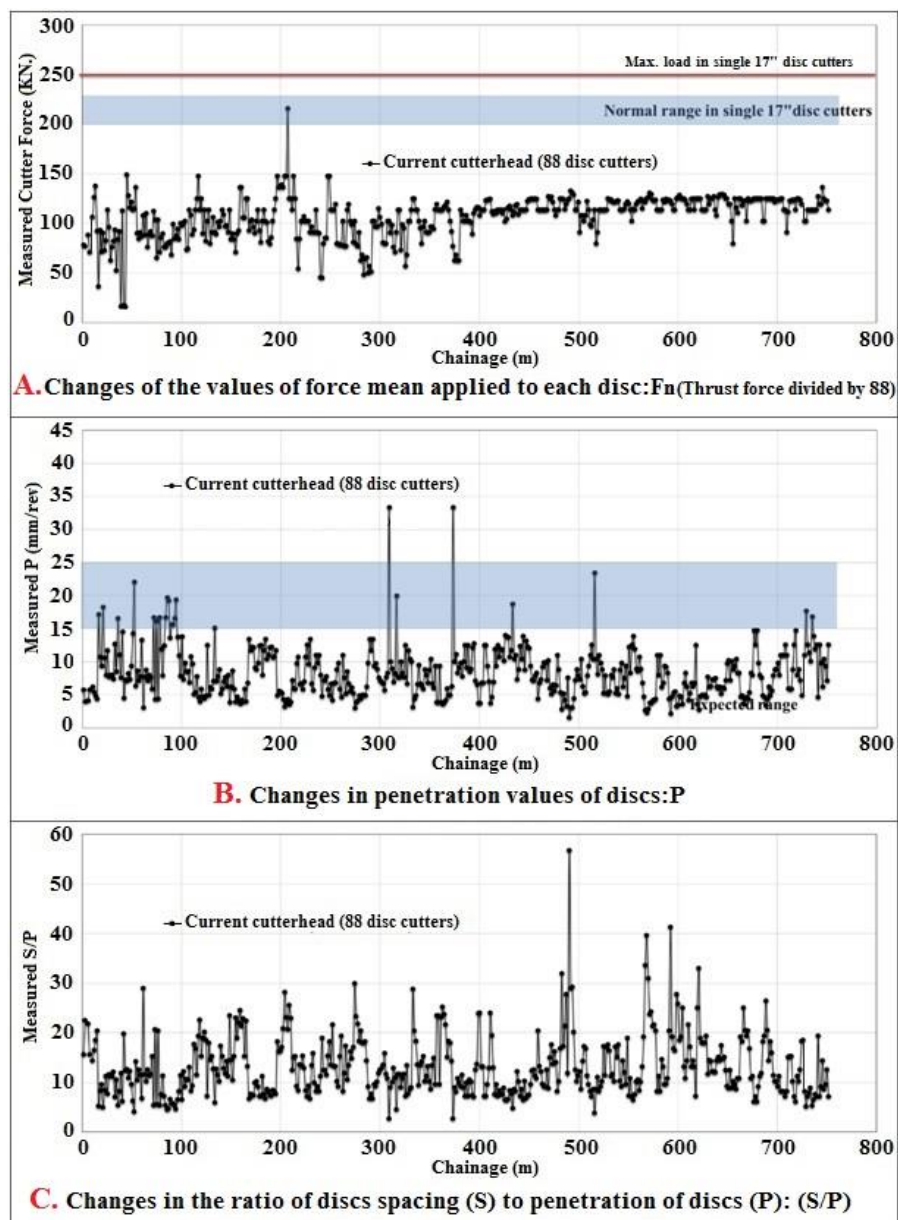 300
250
200
150
100
50
0
Measured Cutter Force (KN.)
Max. load in single 17" disc cutters
Normal range in single 17"disc cutters
Current cutterhead (88 disc cutters)
0 100 200 300 400 500 600 700 800
Chainage (m)
A. Changes of the values of force mean applied to each disc:Fn(Thrust force divided by 88)
45
40
35
30
25
20
15
10
5
0
Measured P (mm/rev)
Current cutterhead (88 disc cutters)
Expected range
0 100 200 300 400 500 600 700 800
Chainage (m)
B. Changes in penetration values of discs:P
60
50
40
30
20
10
0
Measured S/P
Current cutterhead (88 disc cutters)
0 100 200 300 400 500 600 700 800
Chainage (m)
C. Changes in the ratio of discs spacing (S) to penetration of discs (P): (S/P)